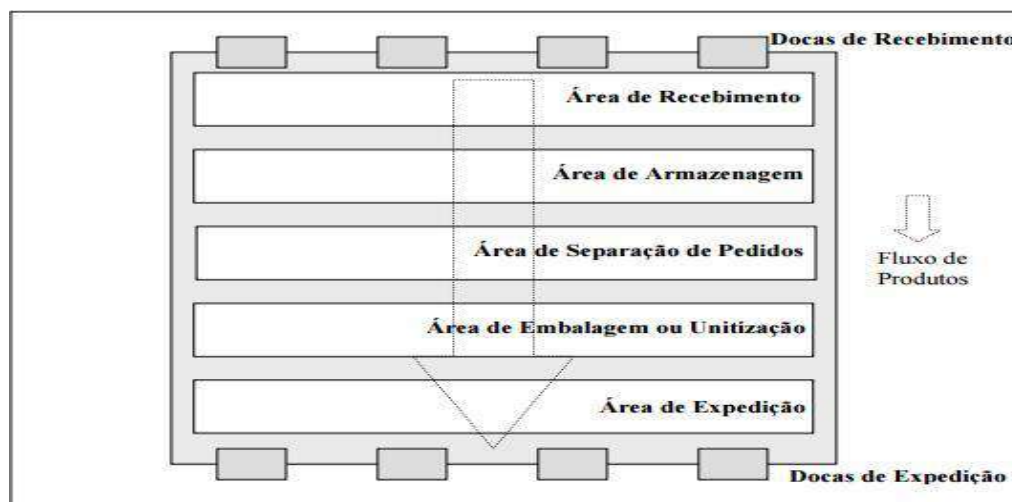 Docas de Recebimento
Área de Recebimento
Área de Armazenagem
Área de Separação de Pedidos
Fluxo de
Produtos
Área de Embalagem ou Unitização
Área de Expedição
Docas de Expedição